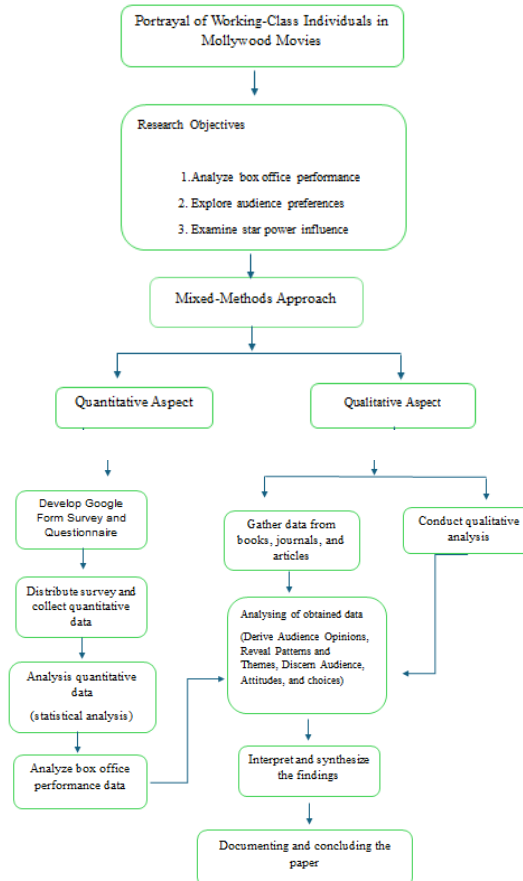 Portrayal of Working-Class Individuals in
Mollywood Movies
Research Objectives
1. Analyze box office performance
2. Explore audience preferences
3. Examine star power influence
Mixed-Methods Approach
Quantitative Aspect
Qualitative Aspect
Develop Google
Form Survey and
Questionnaire
Distribute survey and
collect quantitative
data
Analysis quantitative
data
(statistical analysis)
Analyze box office
performance data
Gather data from
books, journals, and
articles
Conduct qualitative
analysis
Analysing of obtained data
(Derive Audience Opinions,
Reveal Patterns and
Themes, Discern Audience,
Attitudes, and choices)
Interpret and synthesize
the findings
Documenting and concluding the
paper